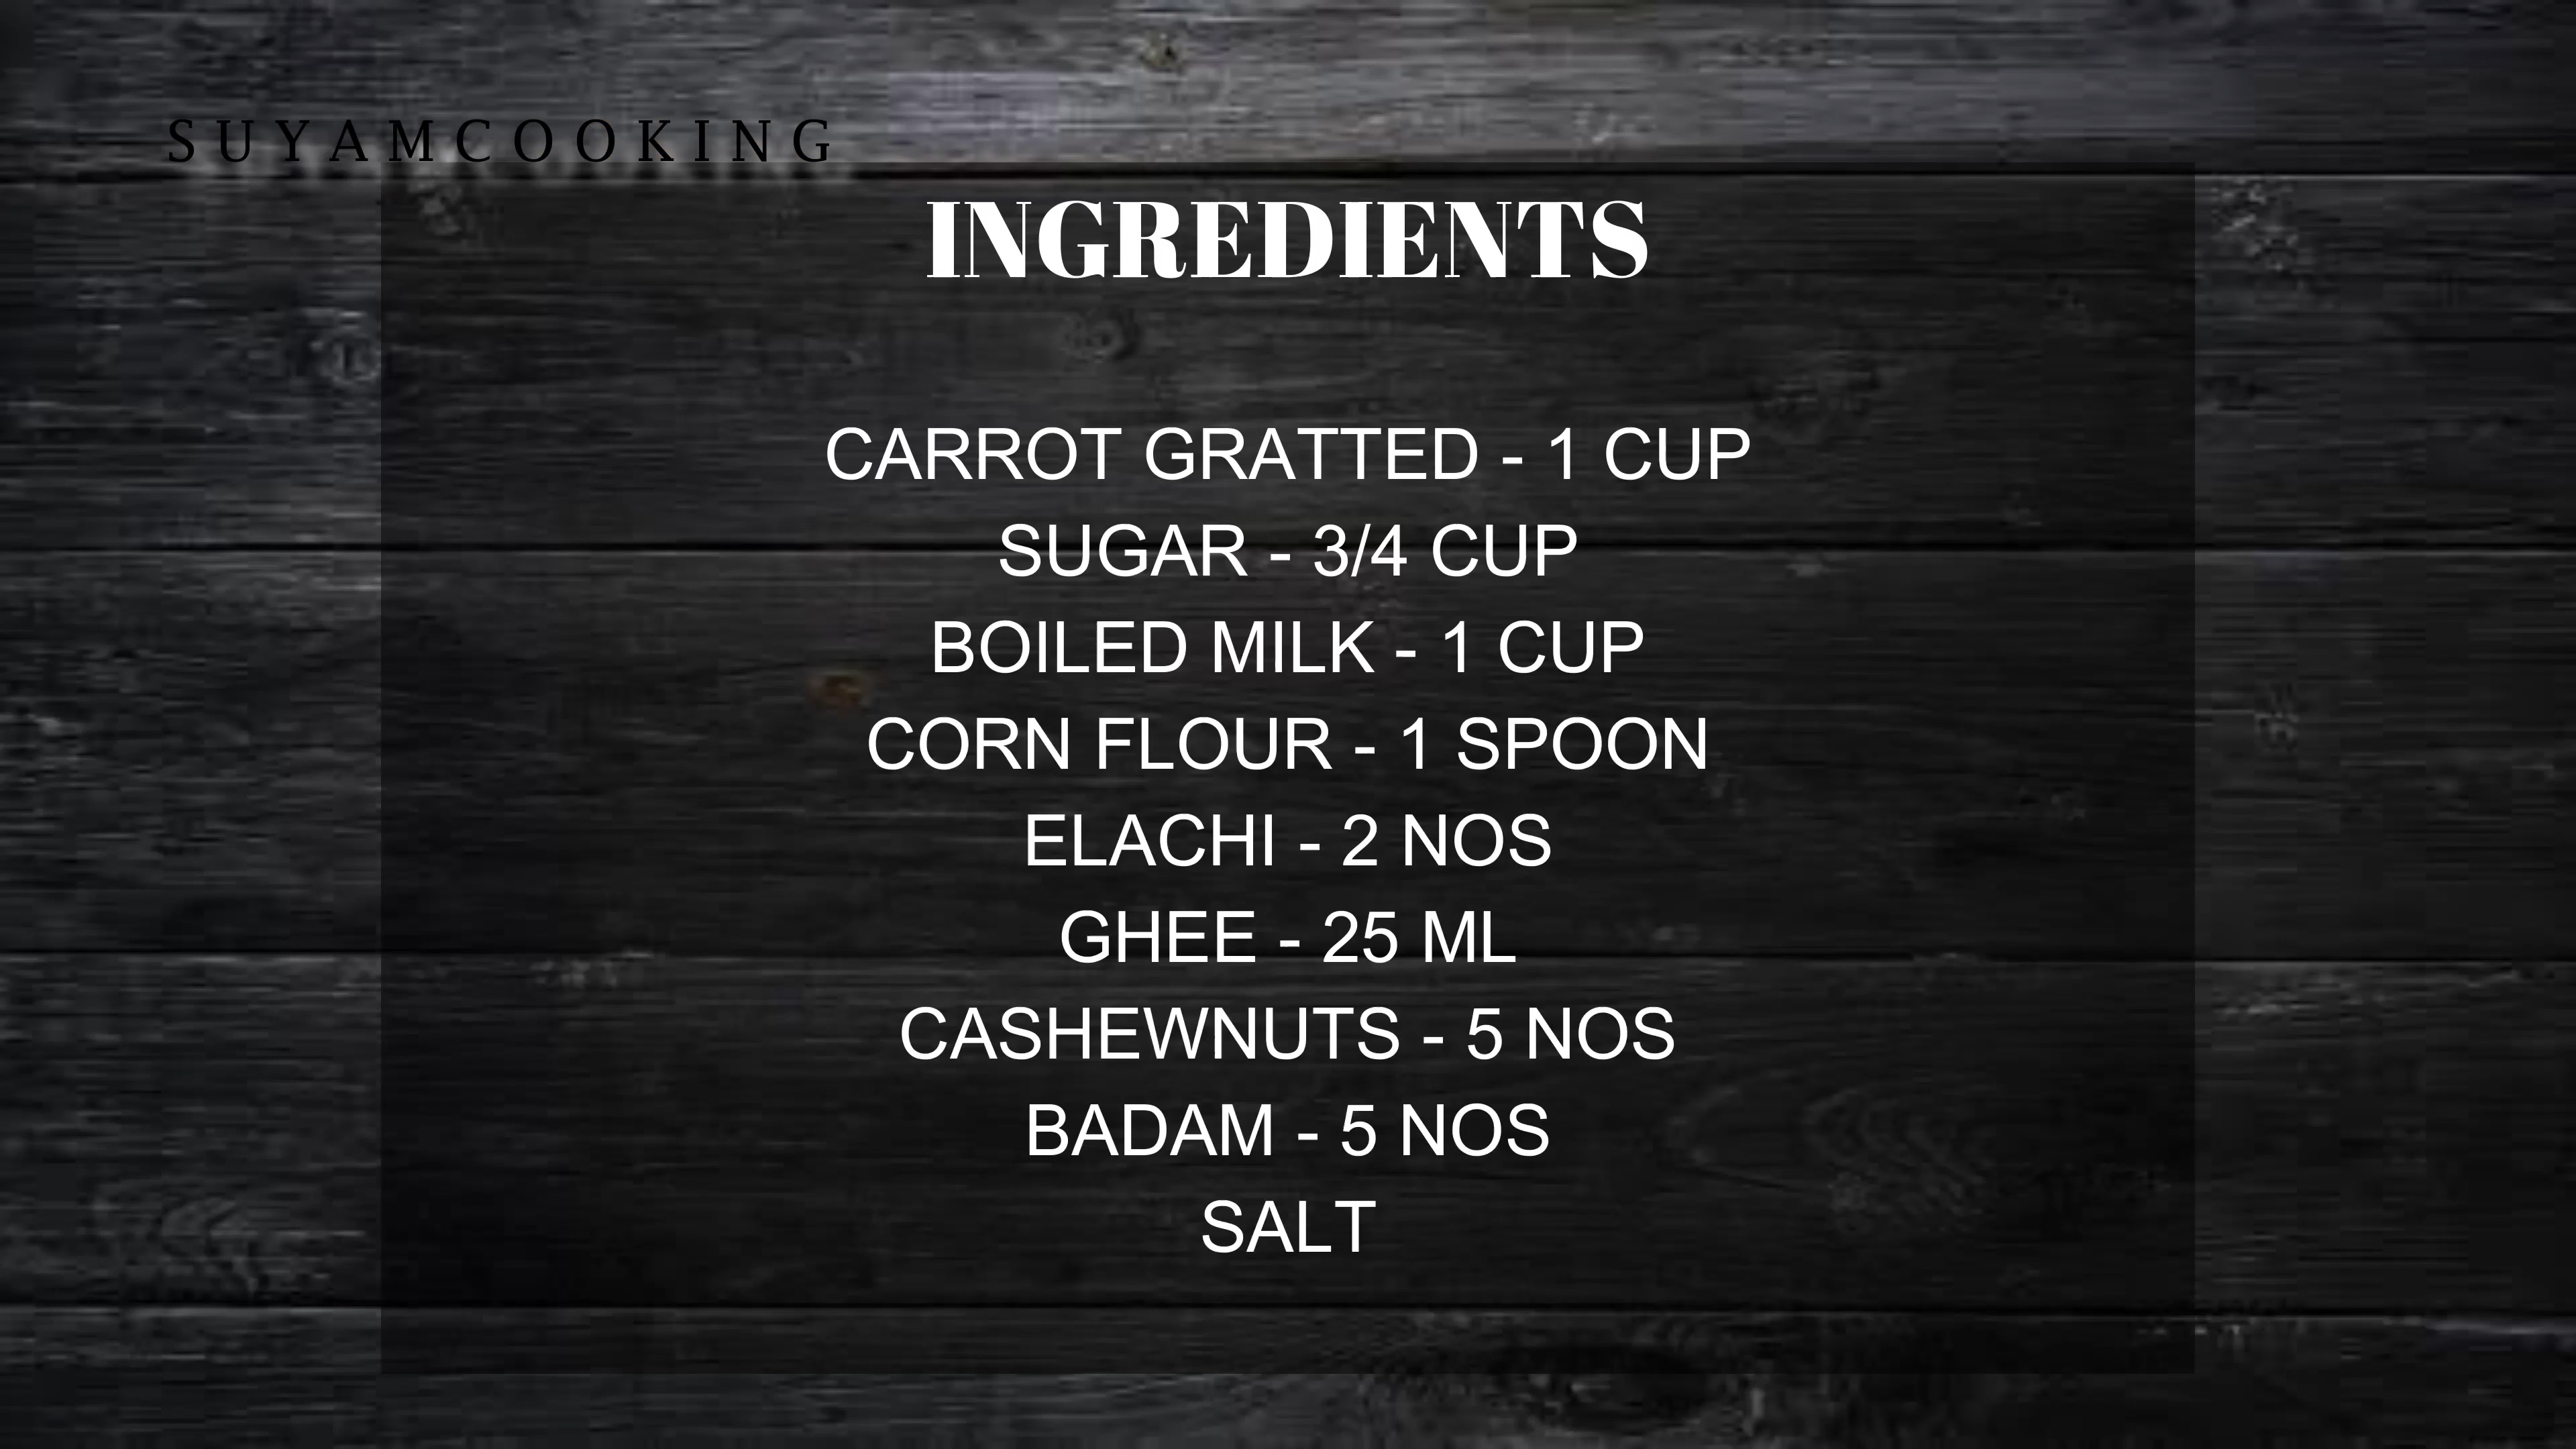 SUYAMCOOKING
INGREDIENTS
CARROT GRATTED - 1 CUP
SUGAR - 3/4 CUP
BOILED MILK - 1 CUP
CORN FLOUR - 1 SPOON
ELACHI - 2 NOS
GHEE - 25 ML
CASHEWNUTS - 5 NOS
BADAM - 5 NOS
SALT